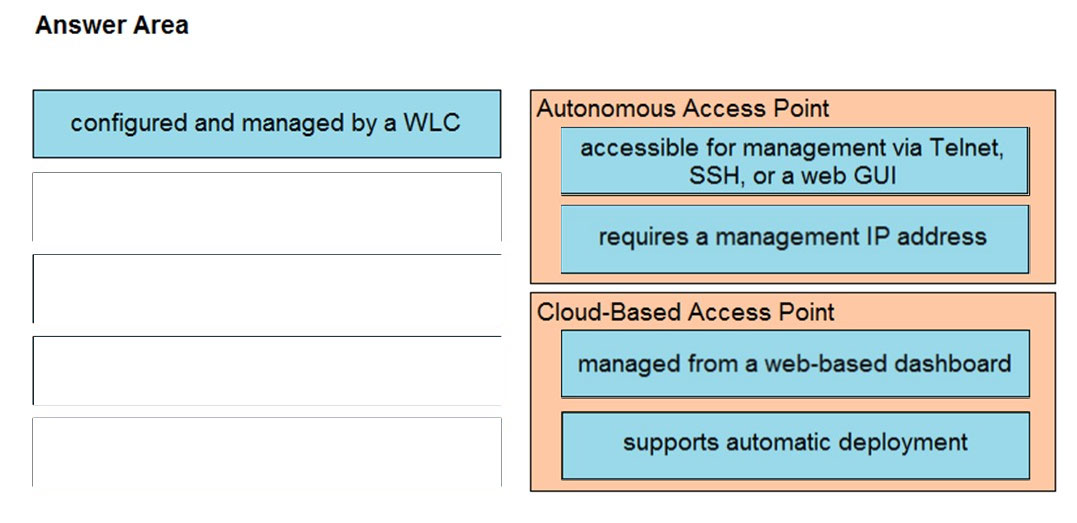 Answer Area
configured and managed by a WLC
Autonomous Access Point
accessible for management via Telnet,
SSH, or a web GUI
requires a management IP address
Cloud-Based Access Point
managed from a web-based dashboard
supports automatic deployment